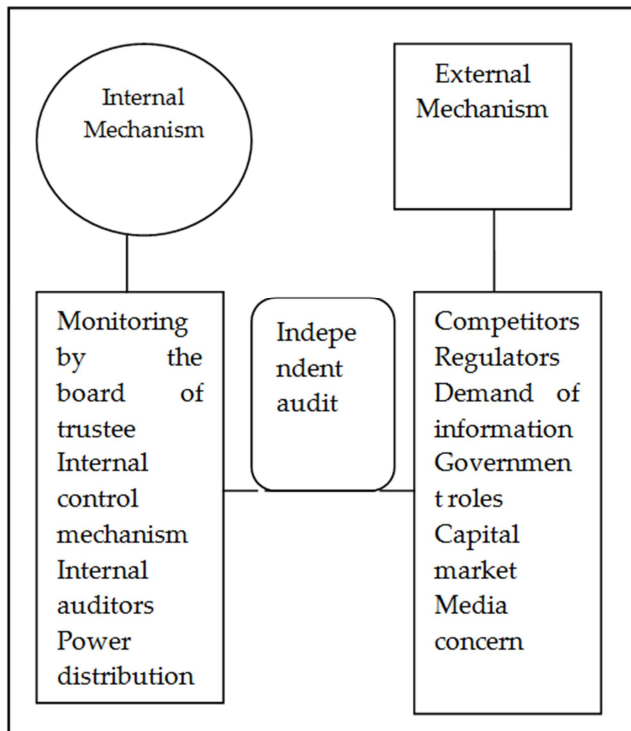 Internal
Mechanism
External
Mechanism
Monitoring
by the
board of
trustee
Internal
control
mechanism
Internal
auditors
Power
distribution
Indepe
ndent
audit
Competitors
Regulators
Demand of
information
Governmen
t roles
Capital
market
Media
concern